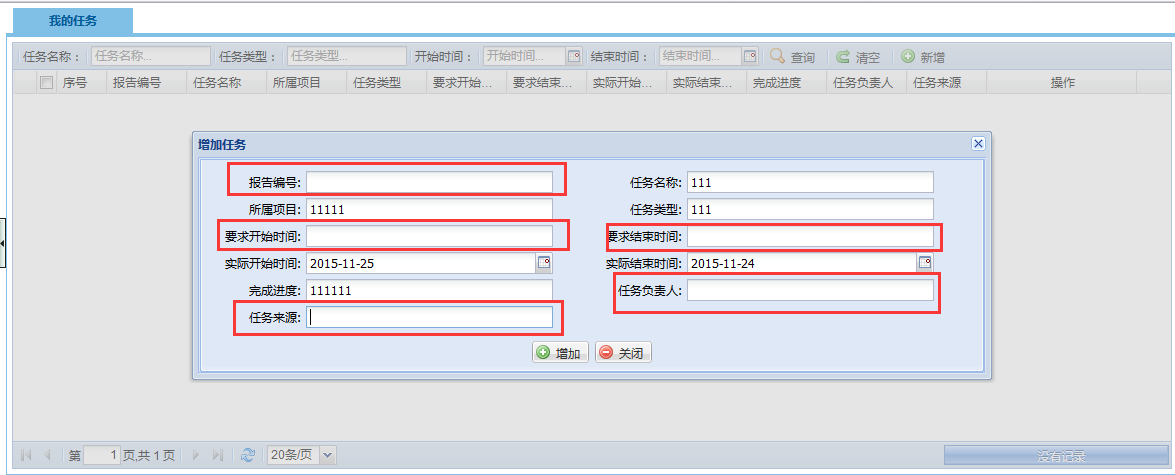 我的任务
任务名称： 任务名称... 任务类型： 任务类型... 开始时间： 开始时间... 结束时间： 结束时间... 查询 清空 新增
序号 报告编号 任务名称 所属项目 任务类型 要求开始... 要求结束... 实际开始... 实际结束... 完成进度 任务负责人 任务来源 操作
增加任务
报告编号: 任务名称: 111
所属项目: 11111 任务类型: 111
要求开始时间: 要求结束时间:
实际开始时间: 2015-11-25 实际结束时间: 2015-11-24
完成进度: 111111 任务负责人:
任务来源:
增加 关闭
第 1 页,共 1 页 20条/页 没有记录